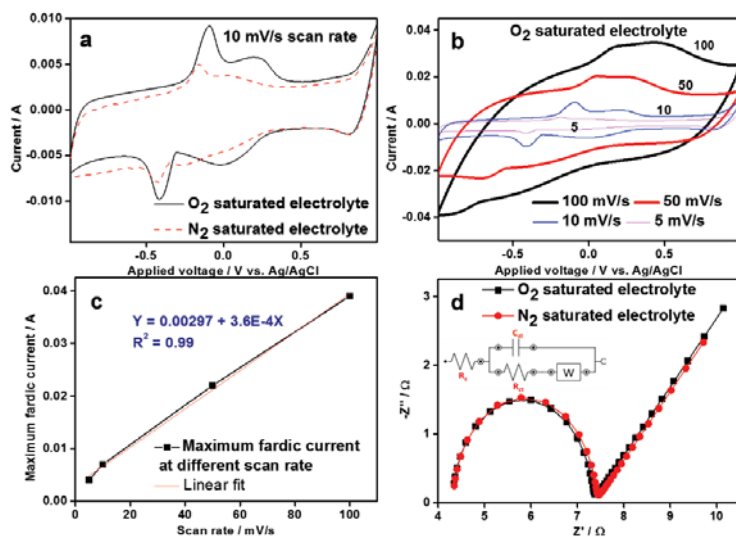 a
10 mV/s scan rate
0.010
0.005
0.000
-0.005
-0.010
Current / A
O2 saturated electrolyte
N2 saturated electrolyte
-0.5
0.0
0.5
Applied voltage / V vs. Ag/AgCl
b
O2 saturated electrolyte
0.04
0.02
0.00
-0.02
-0.04
Current / A
100
50
10
5
100 mV/s
50 mV/s
10 mV/s
5 mV/s
-0.5
0.0
0.5
Applied voltage / V vs. Ag/AgCl
c
Y = 0.00297 + 3.6E-4X
R2 = 0.99
0.04
0.03
0.02
0.01
0.00
Maximum fardic current / A
Maximum fardic current
at different scan rate
Linear fit
0
20
40
60
80
100
Scan rate / mV/s
d
O2 saturated electrolyte
N2 saturated electrolyte
3
2
1
0
-Z'' / Ω
Rs
Cdl
Rct
W
4
5
6
7
8
9
10
Z' / Ω